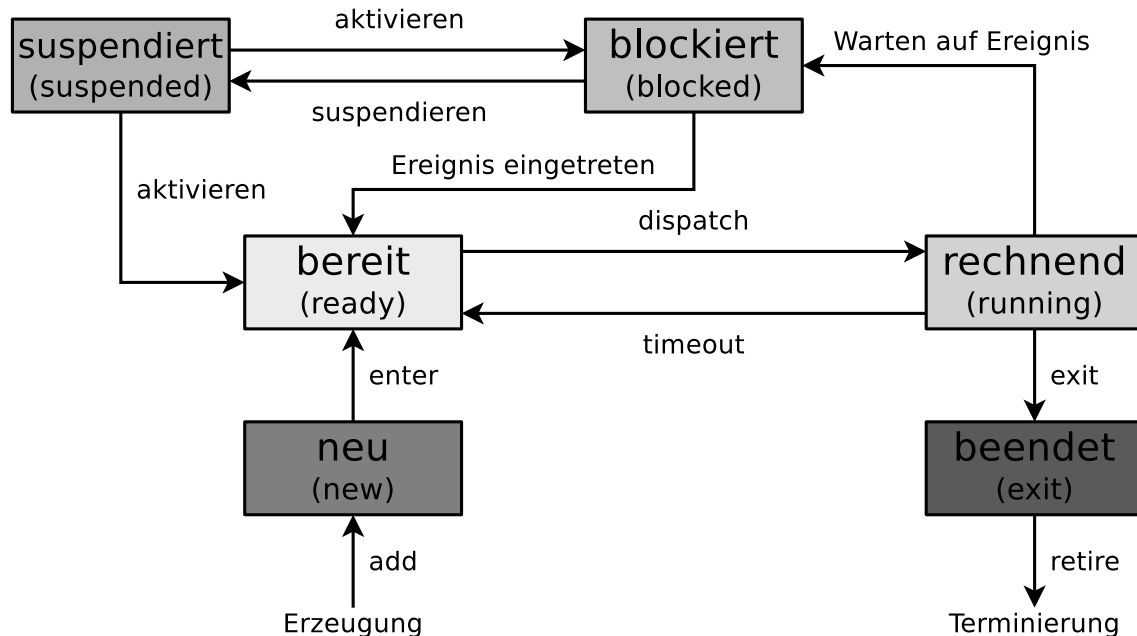 aktivieren
suspendiert
(suspended)
blockiert
(blocked)
Warten auf Ereignis
suspendieren
Ereignis eingetreten
aktivieren
dispatch
bereit
(ready)
rechnend
(running)
timeout
enter
exit
neu
(new)
beendet
(exit)
add
retire
Erzeugung
Terminierung